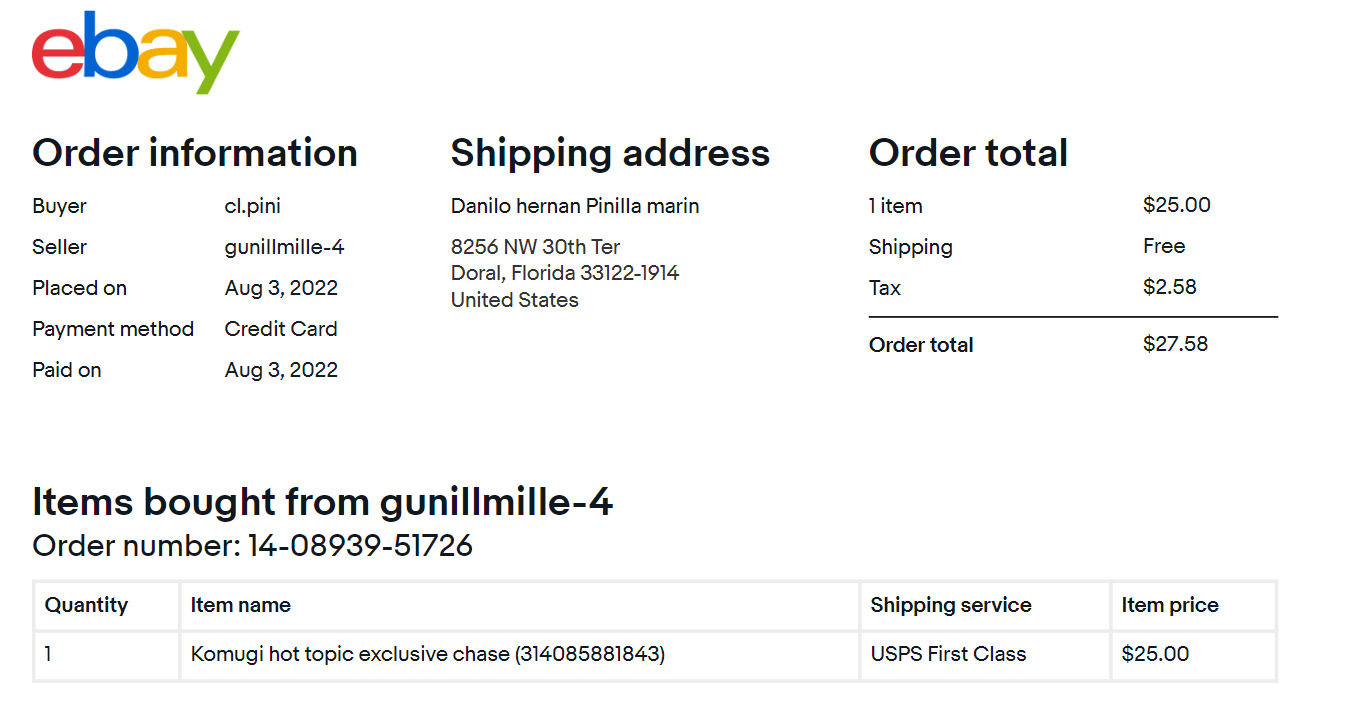 ebay
Order information
Buyer cl.pini
Seller gunillmille-4
Placed on Aug 3, 2022
Payment method Credit Card
Paid on Aug 3, 2022
Shipping address
Danilo hernan Pinilla marin
8256 NW 30th Ter
Doral, Florida 33122-1914
United States
Order total
1 item $25.00
Shipping Free
Tax $2.58
Order total $27.58
Items bought from gunillmille-4
Order number: 14-08939-51726
Quantity Item name Shipping service Item price
1 Komugi hot topic exclusive chase (314085881843) USPS First Class $25.00